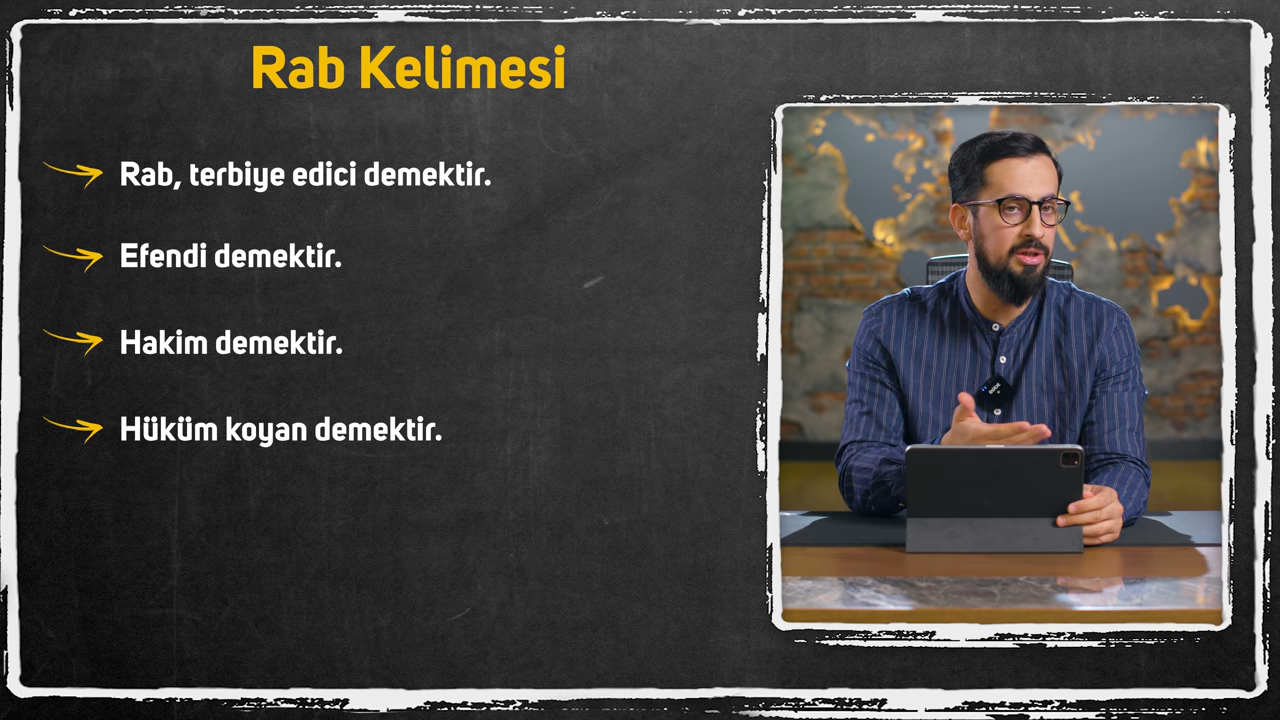 Rab Kelimesi
Rab, terbiye edici demektir.
Efendi demektir.
Hakim demektir.
Hüküm koyan demektir.